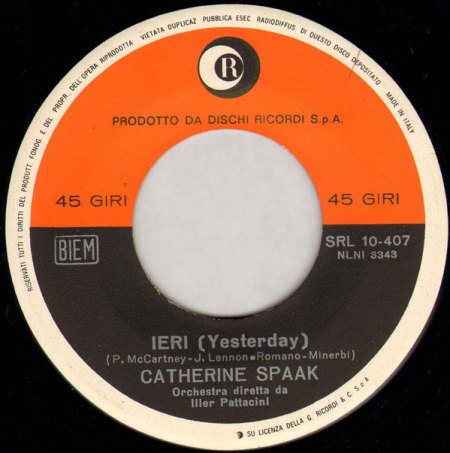 RISERVATI TUTTI I DIRITTI DEL PRODUTT. FONOG. E DEL PROPR. DELL'OPERA RIPRODOTTA VIETATA DUPLICAZ PUBBLICA ESEC RADIODIFFUS DI QUESTO DISCO DEPOSITATO MADE IN ITALY
R
PRODOTTO DA DISCHI RICORDI S.p.A.
45 GIRI 45 GIRI
BIEM
SRL 10-407
NLNI 3343
IERI (Yesterday)
(P. McCartney-J. Lennon-Romano-Minerbi)
CATHERINE SPAAK
Orchestra diretta da
Iller Pattacini
R SU LICENZA DELLA G. RICORDI & C. S.p.A